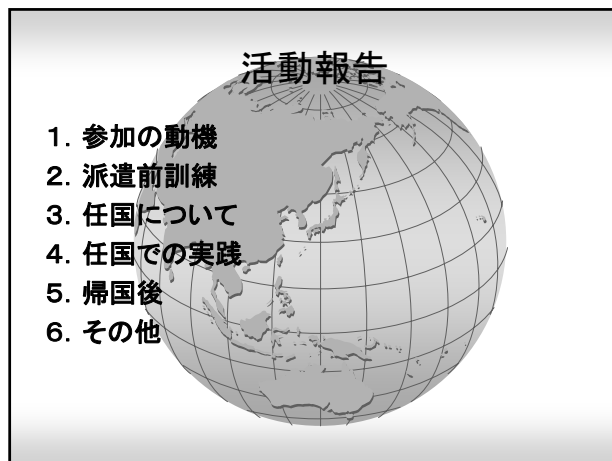 活動報告
1. 参加の動機
2. 派遣前訓練
3. 任国について
4. 任国での実践
5. 帰国後
6. その他